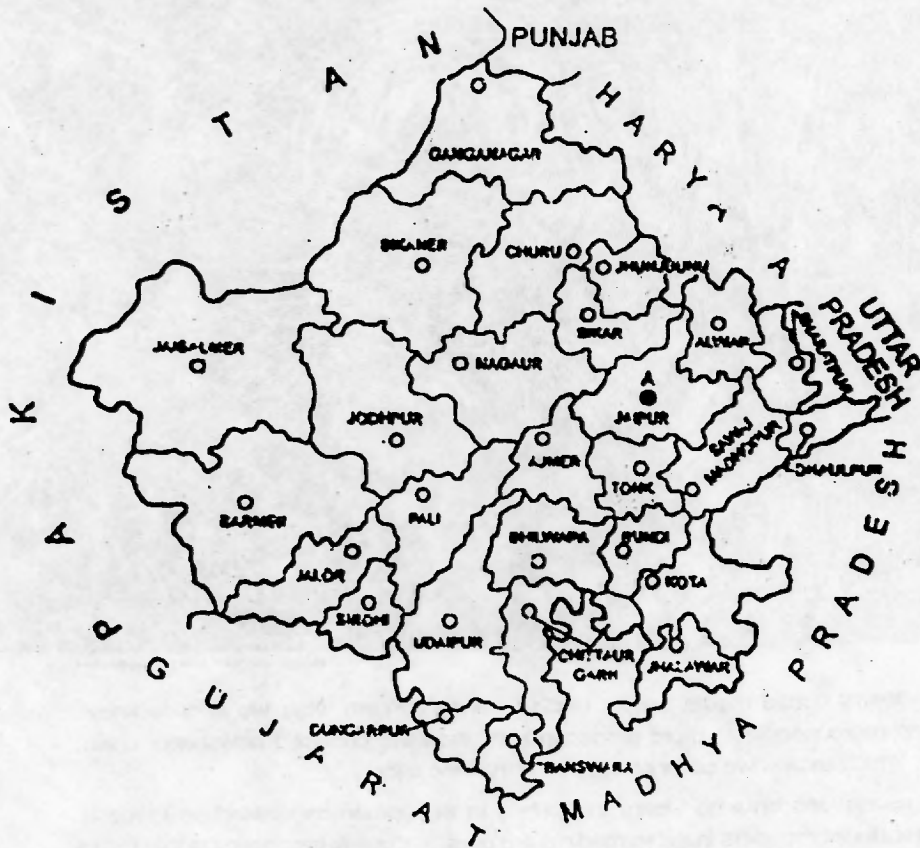 PUNJAB
HARYANA
PAKISTAN
GANGANAGAR
BIKANER
CHURU
JHUNJHUNU
SIKAR
ALWAR
BHARATPUR
UTTAR
PRADESH
JAISALMER
NAGAUR
A
JAIPUR
JODHPUR
AJMER
TONK
SAWAI
MADHOPUR
DHAULPUR
BARMER
PALI
BHILWARA
BUNDI
KOTA
JALOR
SIROHI
UDAIPUR
CHITTAUR
GARH
JHALAWAR
DUNGARPUR
BANSWARA
GUJARAT
MADHYA PRADESH